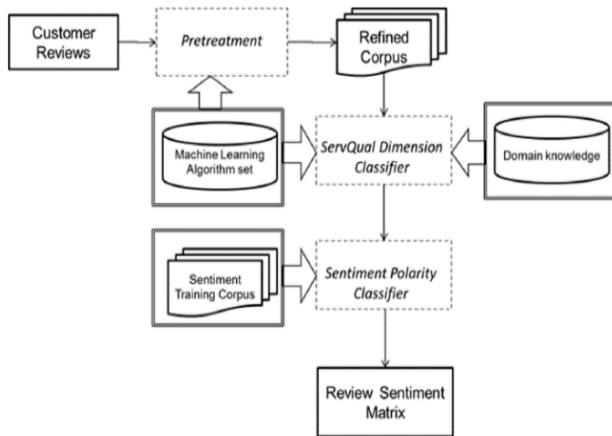 Customer
Reviews
Pretreatment
Refined
Corpus
Machine Learning
Algorithm set
ServQual Dimension
Classifier
Domain knowledge
Sentiment
Training Corpus
Sentiment Polarity
Classifier
Review Sentiment
Matrix